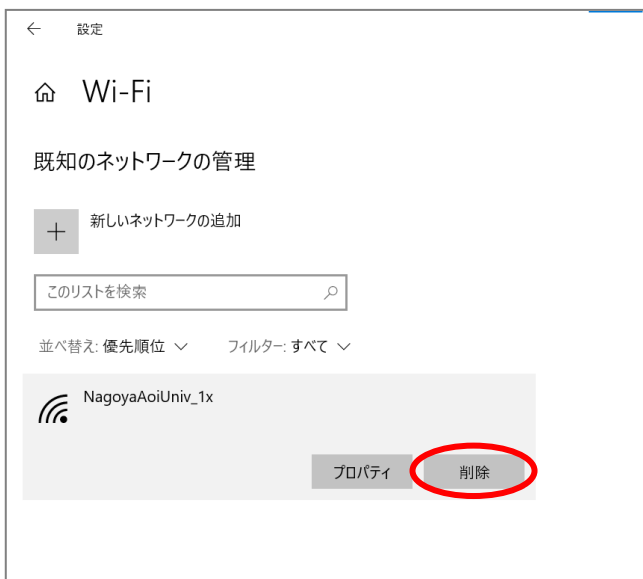 設定
Wi-Fi
既知のネットワークの管理
新しいネットワークの追加
このリストを検索
並べ替え: 優先順位 フィルター: すべて
NagoyaAoiUniv_1x
プロパティ 削除